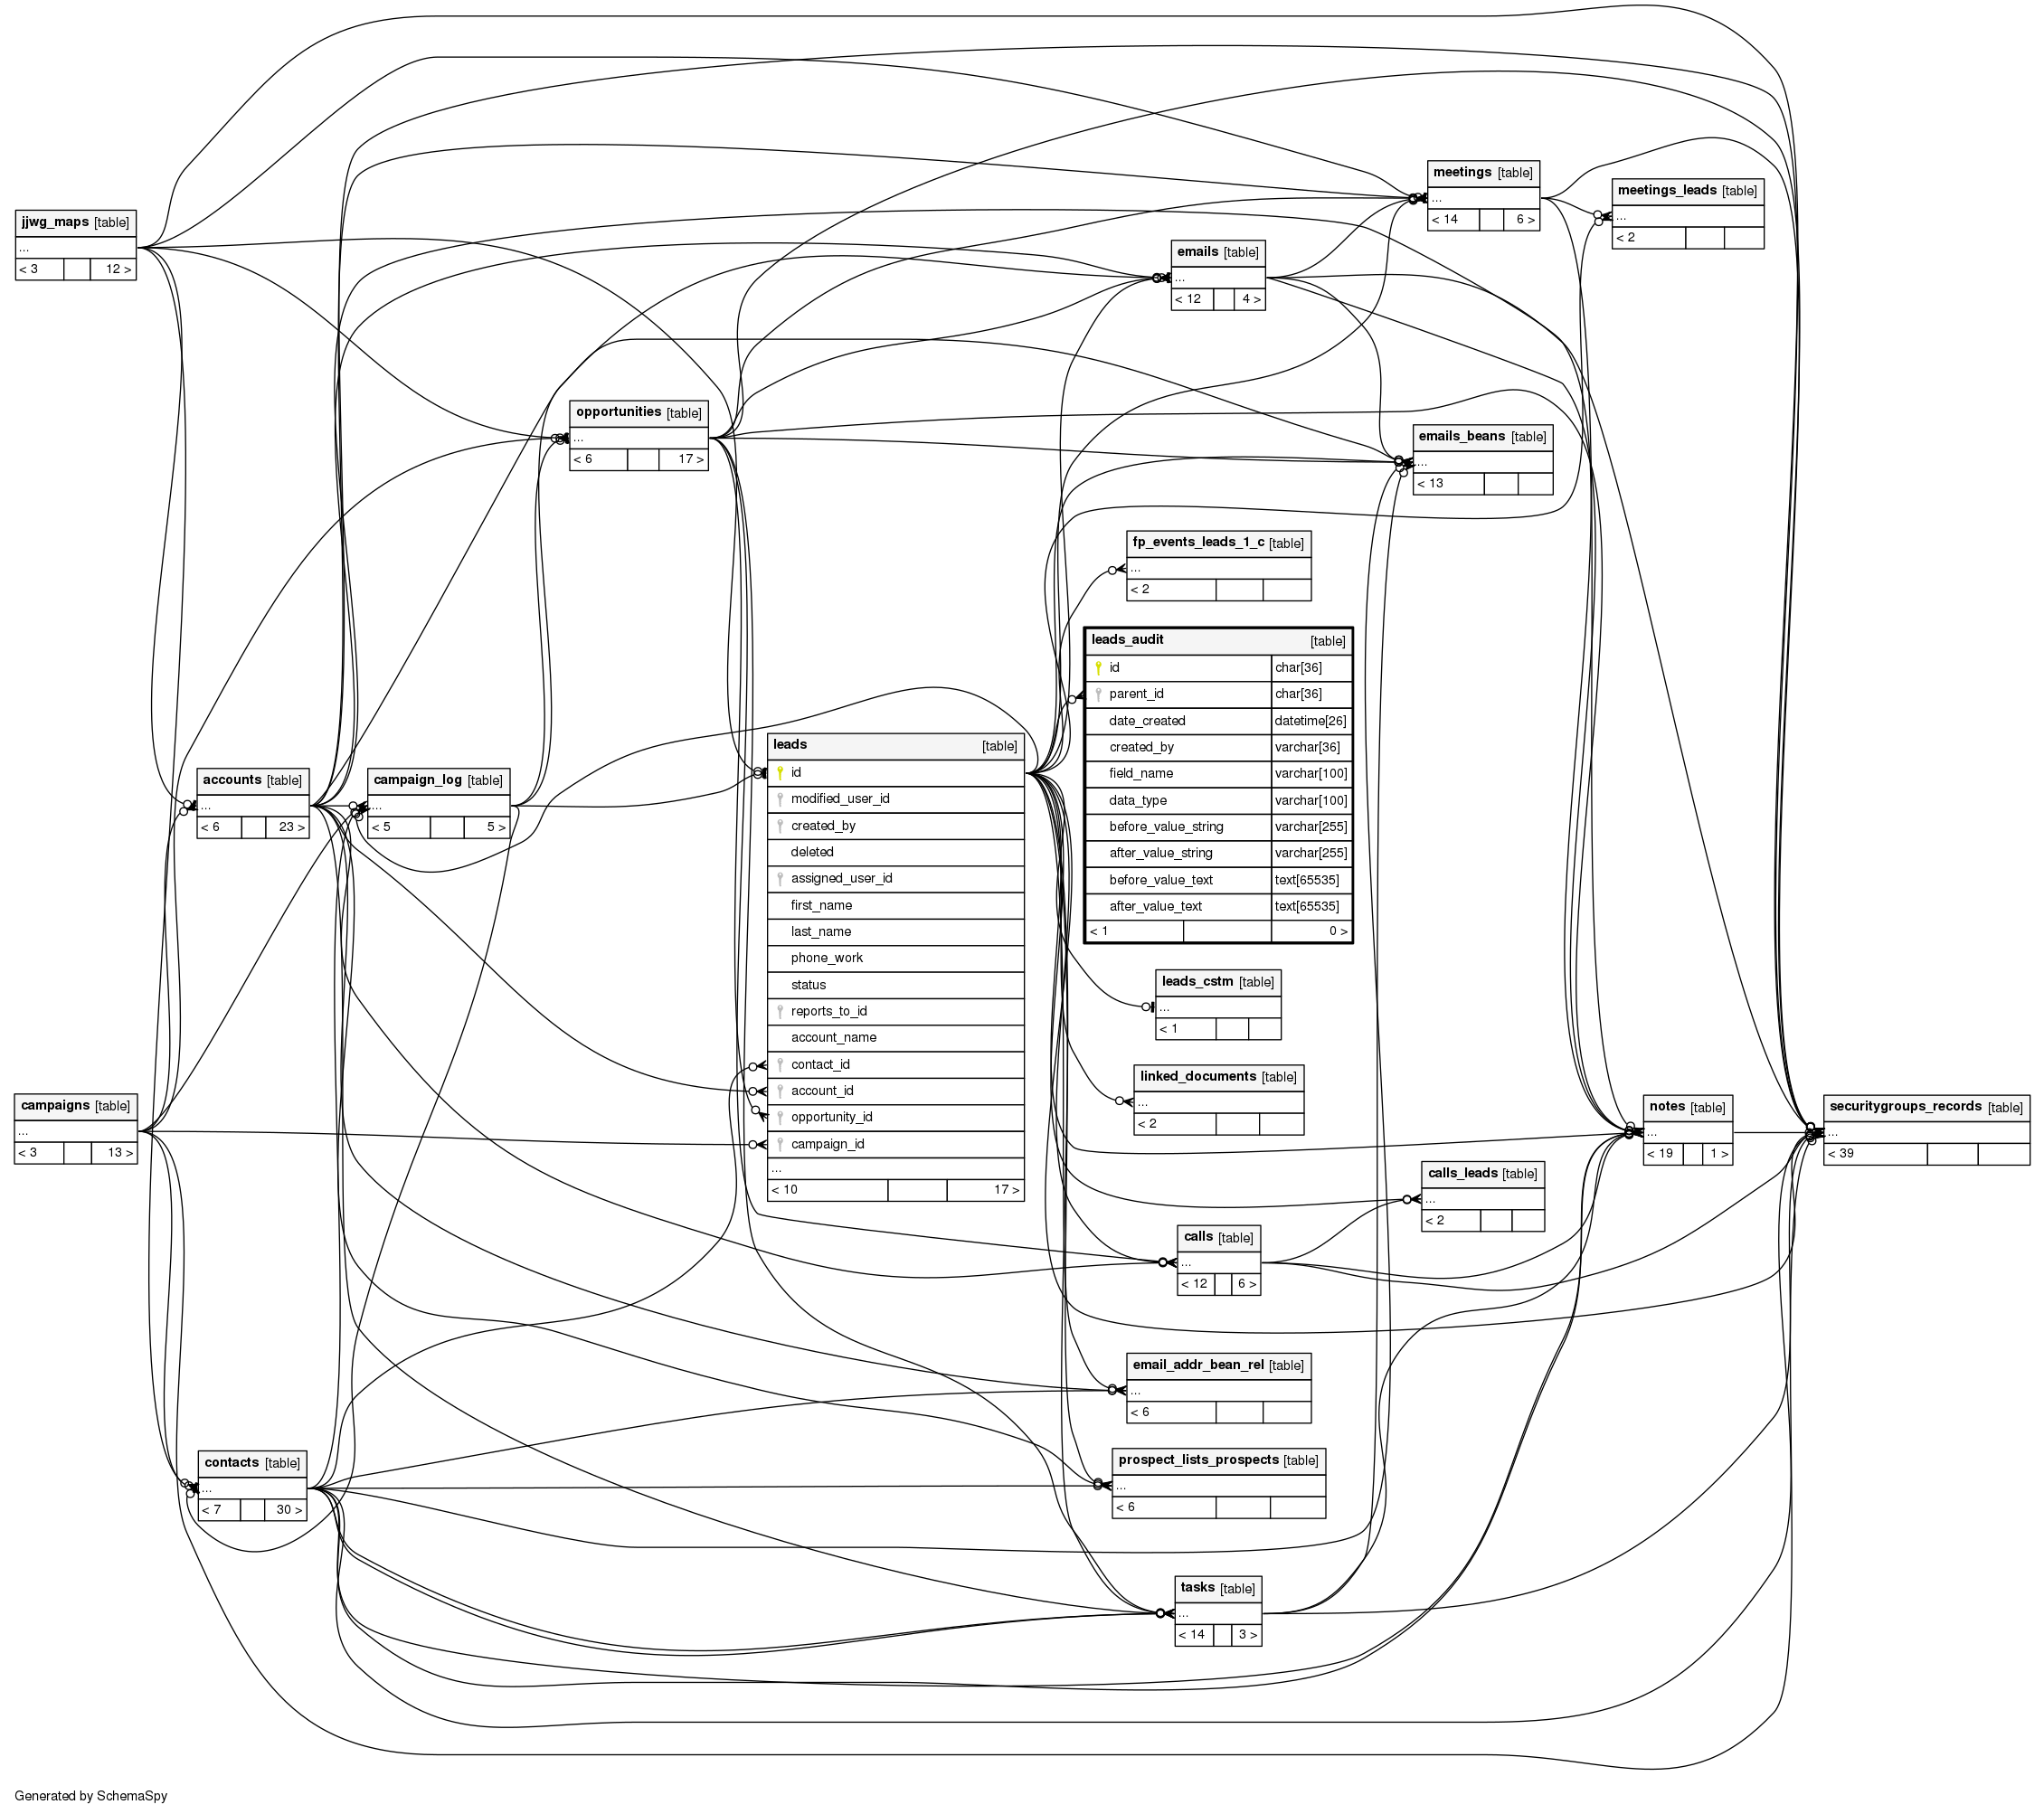 meetings [table]
...
< 14 6 >
meetings_leads [table]
...
< 2
jjwg_maps [table]
...
< 3 12 >
emails [table]
...
< 12 4 >
opportunities [table]
...
< 6 17 >
emails_beans [table]
...
< 13
fp_events_leads_1_c [table]
...
< 2
leads_audit [table]
id char[36]
parent_id char[36]
date_created datetime[26]
created_by varchar[36]
field_name varchar[100]
data_type varchar[100]
before_value_string varchar[255]
after_value_string varchar[255]
before_value_text text[65535]
after_value_text text[65535]
< 1 0 >
leads [table]
id
modified_user_id
created_by
deleted
assigned_user_id
first_name
last_name
phone_work
status
reports_to_id
account_name
contact_id
account_id
opportunity_id
campaign_id
...
< 10 17 >
accounts [table]
...
< 6 23 >
campaign_log [table]
...
< 5 5 >
leads_cstm [table]
...
< 1
linked_documents [table]
...
< 2
campaigns [table]
...
< 3 13 >
notes [table]
...
< 19 1 >
securitygroups_records [table]
...
< 39
calls_leads [table]
...
< 2
calls [table]
...
< 12 6 >
email_addr_bean_rel [table]
...
< 6
prospect_lists_prospects [table]
...
< 6
contacts [table]
...
< 7 30 >
tasks [table]
...
< 14 3 >
Generated by SchemaSpy